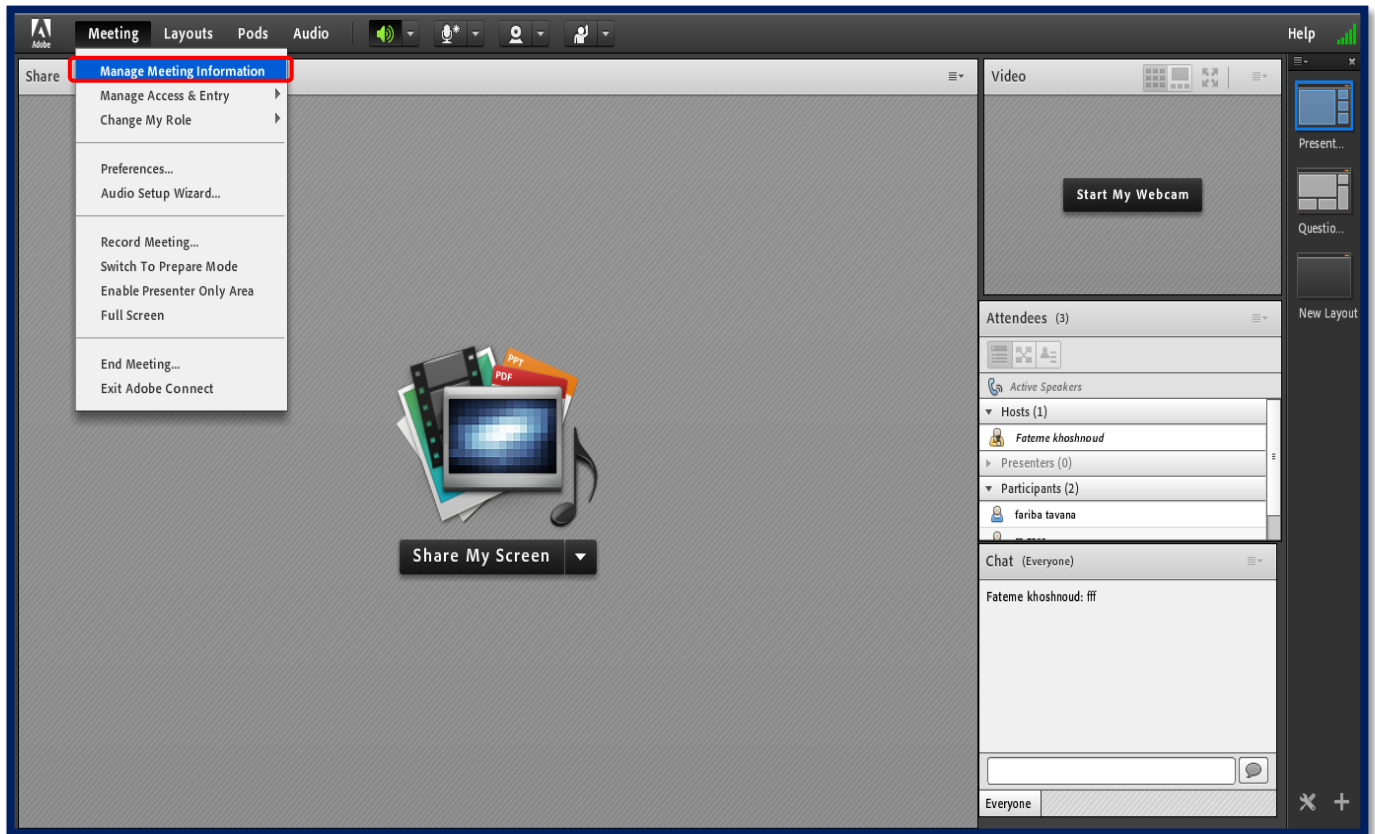 Adobe
Meeting Layouts Pods Audio
Help
Share
Manage Meeting Information
Manage Access & Entry
Change My Role
Preferences...
Audio Setup Wizard...
Record Meeting...
Switch To Prepare Mode
Enable Presenter Only Area
Full Screen
End Meeting...
Exit Adobe Connect
PPT
PDF
Share My Screen
Video
Start My Webcam
Attendees (3)
Active Speakers
Hosts (1)
Fateme khoshnoud
Presenters (0)
Participants (2)
fariba tavana
Chat (Everyone)
Fateme khoshnoud: fff
Everyone
Present...
Questio...
New Layout